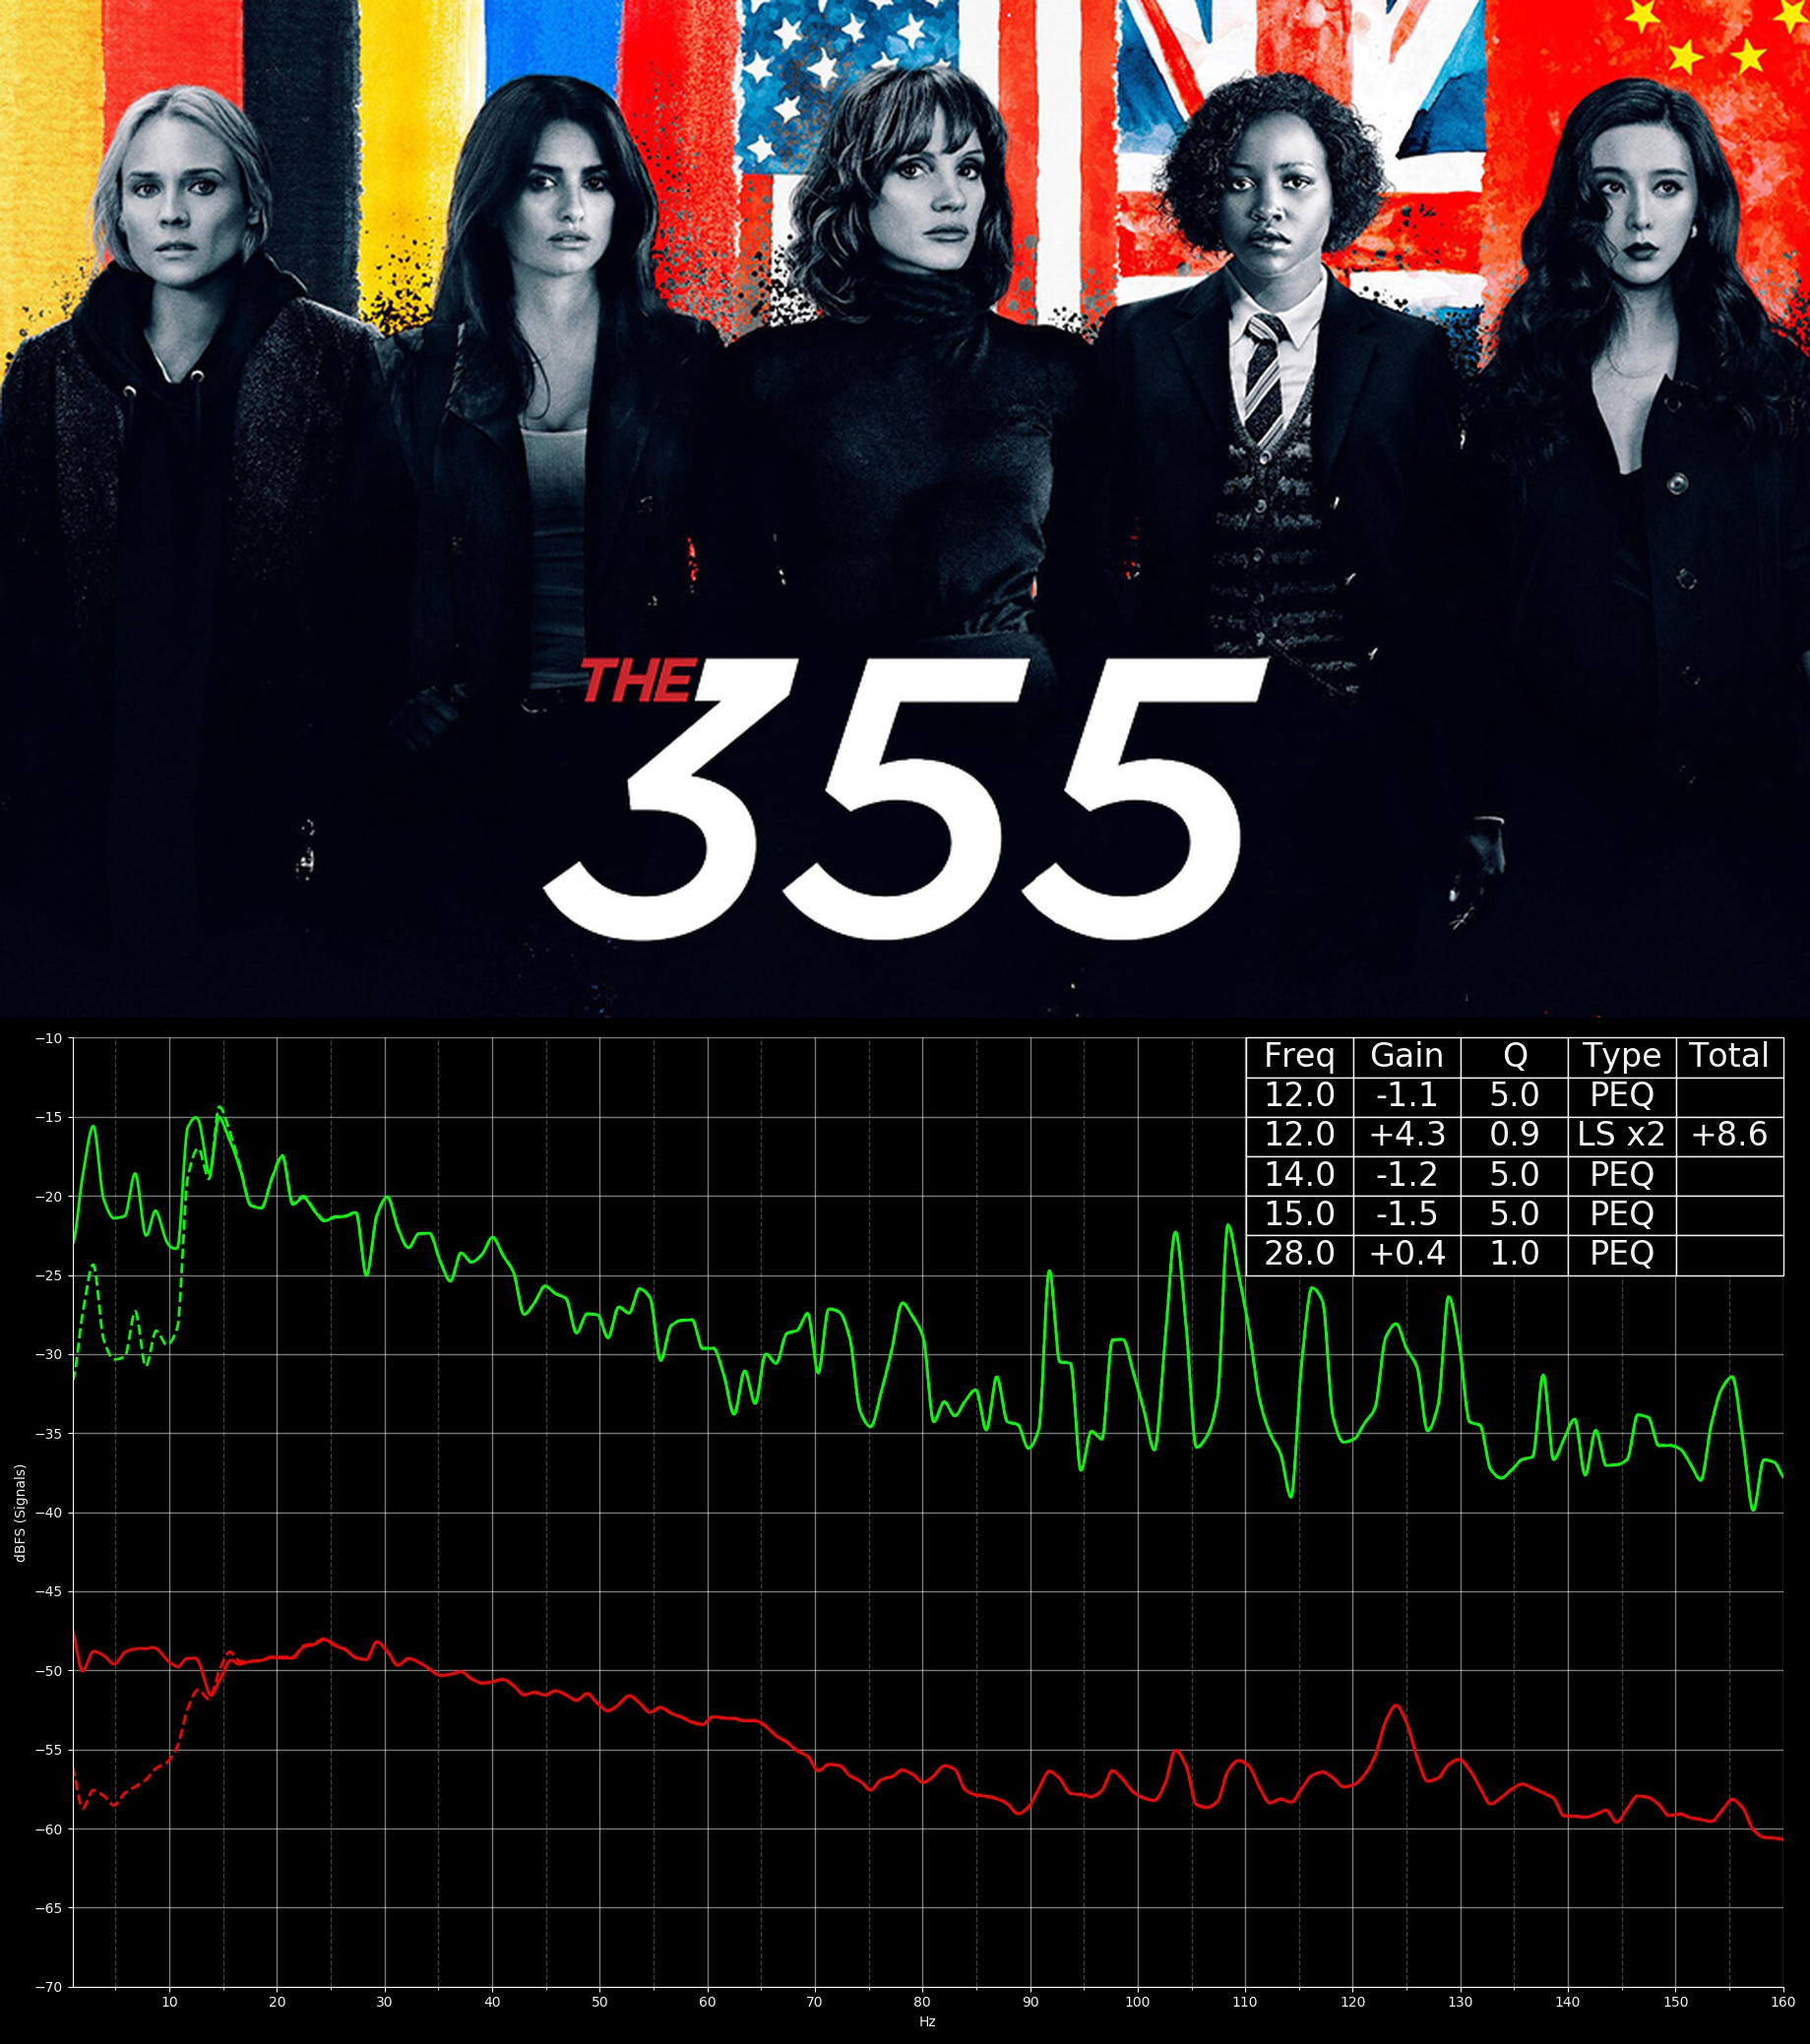 THE 355
Freq Gain Q Type Total
12.0 -1.1 5.0 PEQ
12.0 +4.3 0.9 LS x2 +8.6
14.0 -1.2 5.0 PEQ
15.0 -1.5 5.0 PEQ
28.0 +0.4 1.0 PEQ
−10
−15
−20
−25
−30
−35
−40
−45
−50
−55
−60
−65
−70
dBFS (Signals)
10 20 30 40 50 60 70 80 90 100 110 120 130 140 150 160
Hz